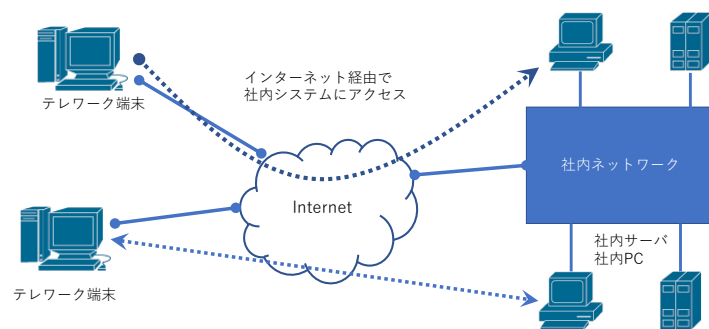 テレワーク端末
インターネット経由で
社内システムにアクセス
社内ネットワーク
Internet
社内サーバ
社内PC
テレワーク端末